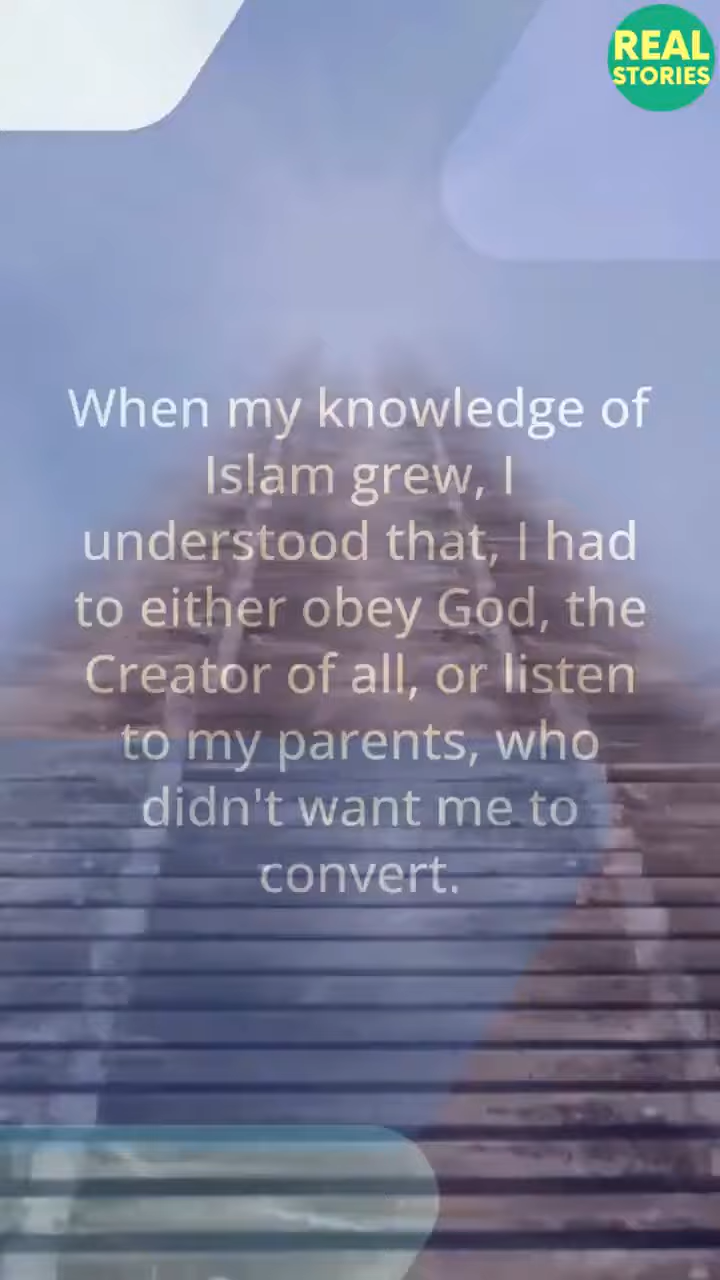 REAL
STORIES
When my knowledge of
Islam grew, I
understood that, I had
to either obey God, the
Creator of all, or listen
to my parents, who
didn't want me to
convert.